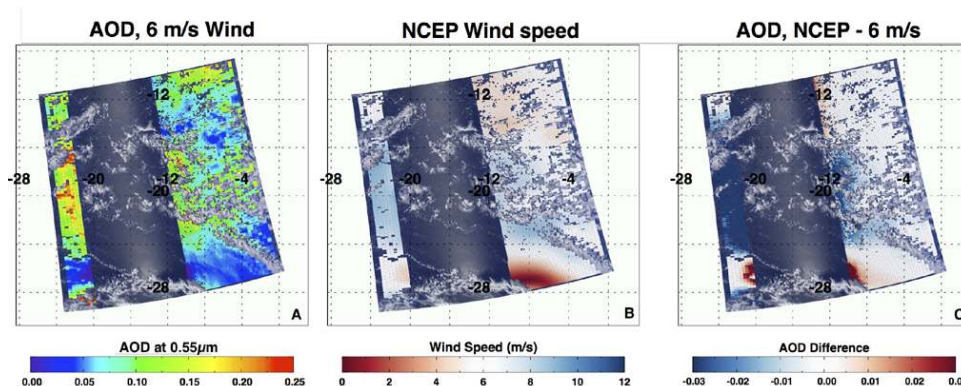 AOD, 6 m/s Wind
NCEP Wind speed
AOD, NCEP - 6 m/s
-12
-28
-20
-12
-20
-4
-28
A
-12
-20
-12
-20
-4
-28
B
-12
-28
-20
-12
-20
-4
-28
C
AOD at 0.55µm
0.00 0.05 0.10 0.15 0.20 0.25
Wind Speed (m/s)
0 2 4 6 8 10 12
AOD Difference
-0.03 -0.02 -0.01 0.00 0.01 0.02